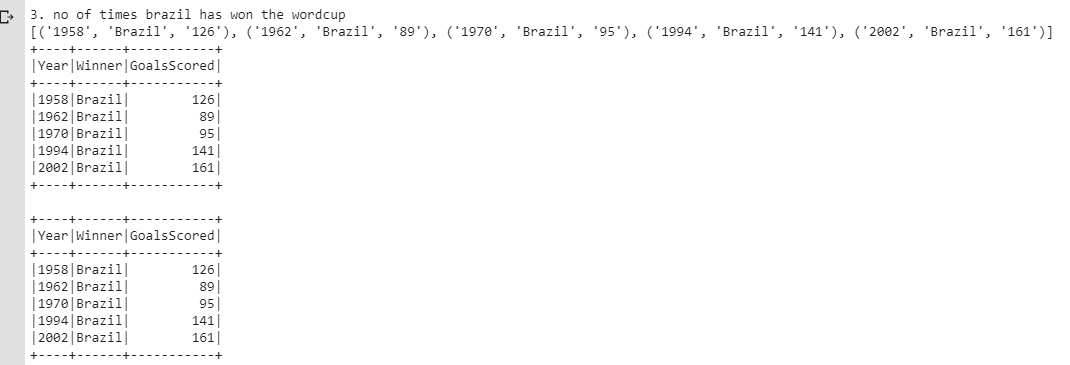 3. no of times brazil has won the wordcup
[('1958', 'Brazil', '126'), ('1962', 'Brazil', '89'), ('1970', 'Brazil', '95'), ('1994', 'Brazil', '141'), ('2002', 'Brazil', '161')]
+----+------+-----------+
|Year|Winner|GoalsScored|
+----+------+-----------+
|1958|Brazil|        126|
|1962|Brazil|         89|
|1970|Brazil|         95|
|1994|Brazil|        141|
|2002|Brazil|        161|
+----+------+-----------+

+----+------+-----------+
|Year|Winner|GoalsScored|
+----+------+-----------+
|1958|Brazil|        126|
|1962|Brazil|         89|
|1970|Brazil|         95|
|1994|Brazil|        141|
|2002|Brazil|        161|
+----+------+-----------+